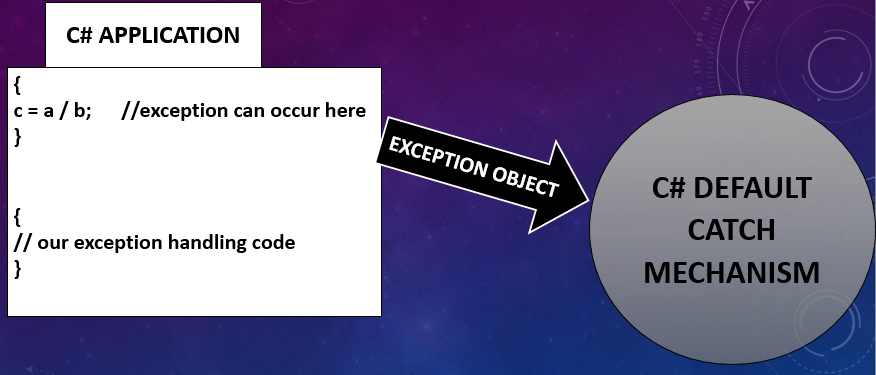 C# APPLICATION
{
c = a / b; //exception can occur here
}
{
// our exception handling code
}
EXCEPTION OBJECT
C# DEFAULT
CATCH
MECHANISM